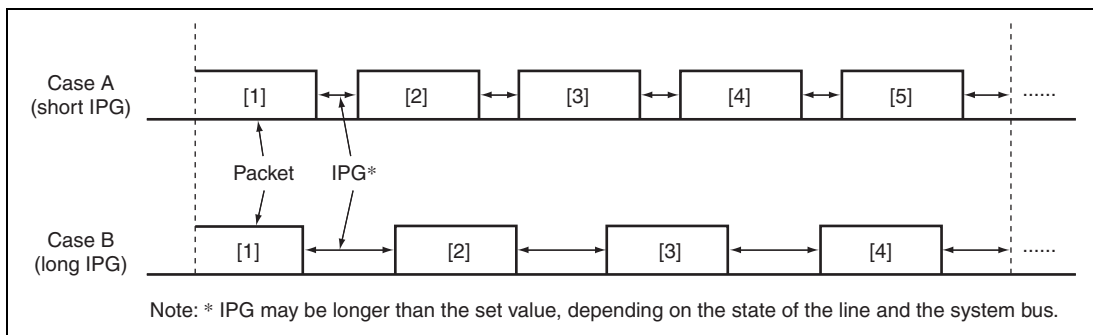 Case A
(short IPG)
[1] [2] [3] [4] [5] ......
Packet IPG*
Case B
(long IPG)
[1] [2] [3] [4] ......
Note: * IPG may be longer than the set value, depending on the state of the line and the system bus.